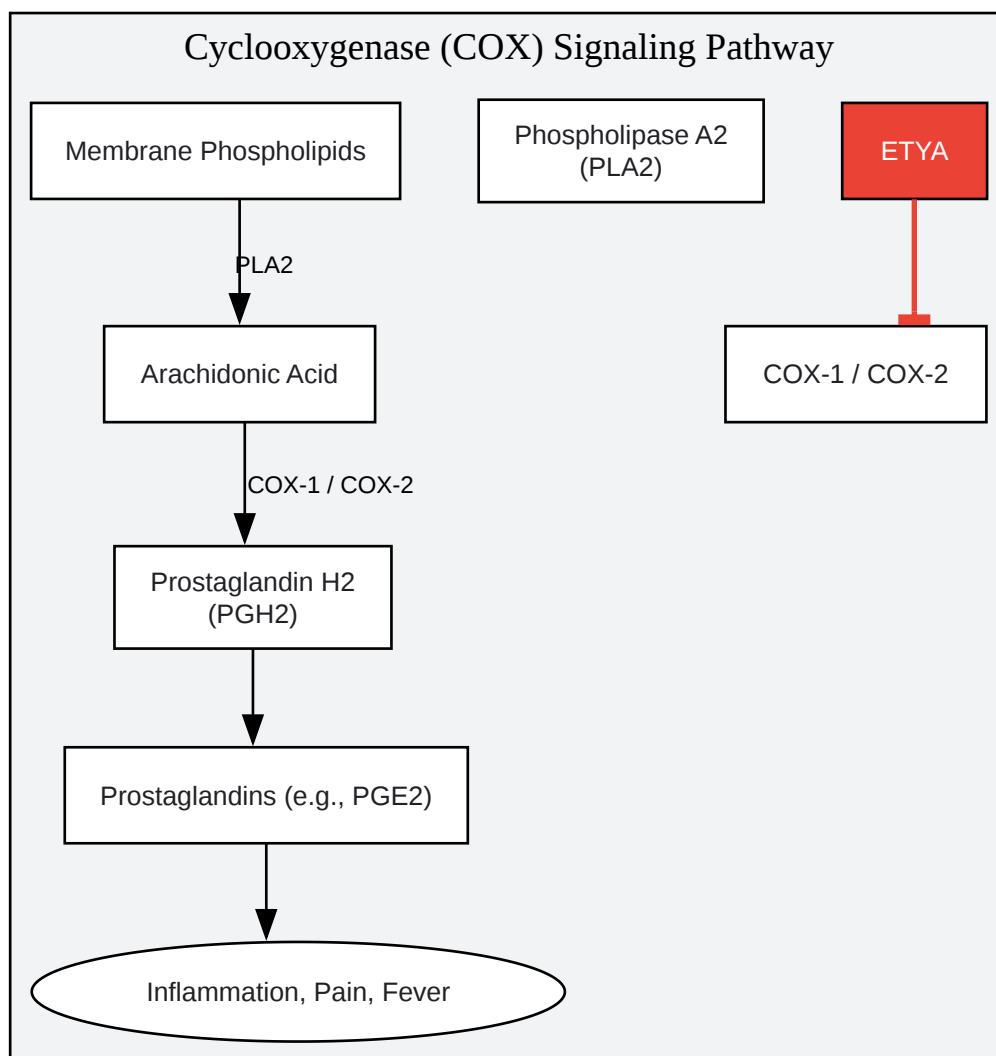 Cyclooxygenase (COX) Signaling Pathway
Membrane Phospholipids
Phospholipase A2
(PLA2)
ETYA
PLA2
Arachidonic Acid
COX-1 / COX-2
COX-1 / COX-2
Prostaglandin H2
(PGH2)
Prostaglandins (e.g., PGE2)
Inflammation, Pain, Fever